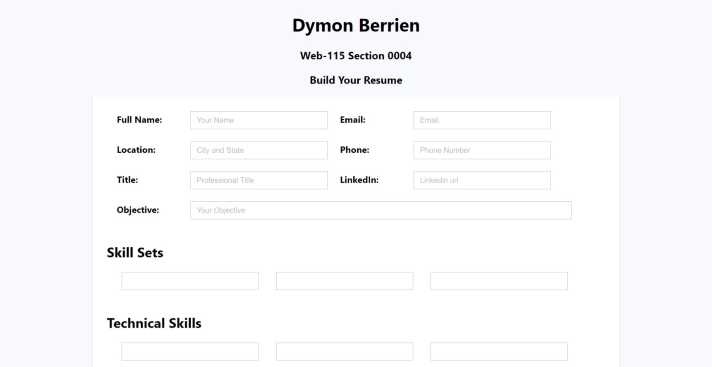 Dymon Berrien
Web-115 Section 0004
Build Your Resume
Full Name: Your Name Email: Email
Location: City and State Phone: Phone Number
Title: Professional Title LinkedIn: Linkedin url
Objective: Your Objective
Skill Sets
Technical Skills